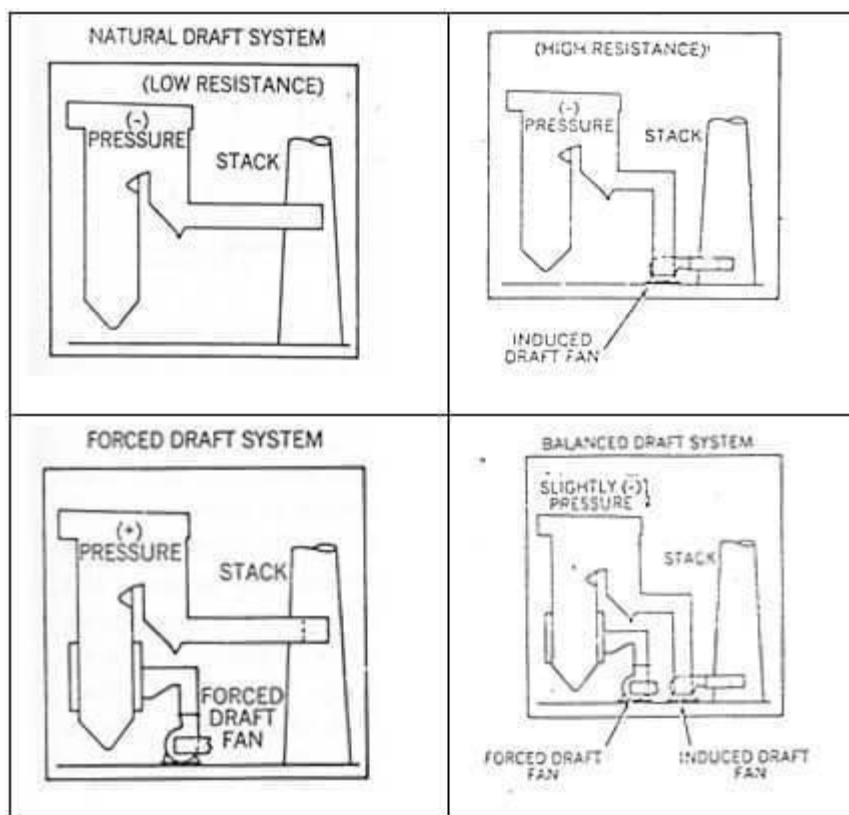 NATURAL DRAFT SYSTEM
(LOW RESISTANCE)
(-)
PRESSURE
STACK
(HIGH RESISTANCE)
(-)
PRESSURE
STACK
INDUCED
DRAFT FAN
FORCED DRAFT SYSTEM
(+)
PRESSURE
STACK
FORCED
DRAFT
FAN
BALANCED DRAFT SYSTEM
SLIGHTLY (-)
PRESSURE
STACK
FORCED DRAFT
FAN
INDUCED DRAFT
FAN